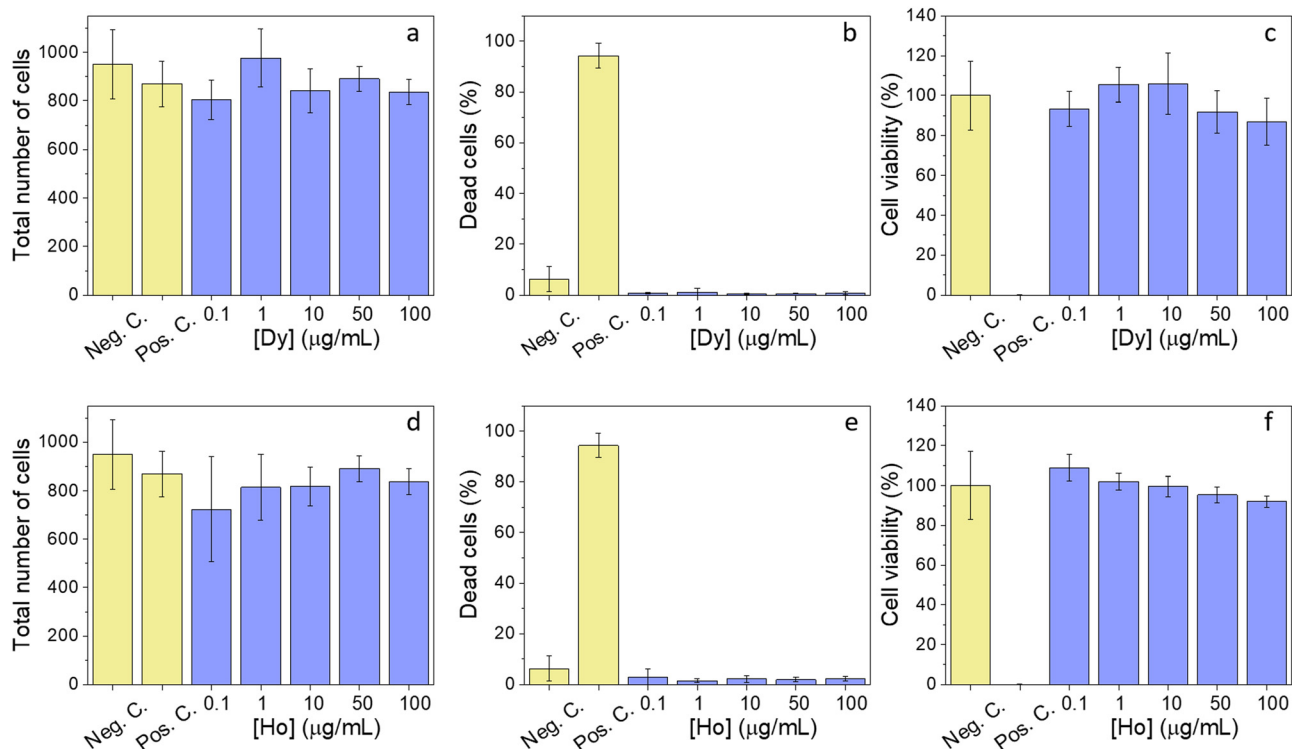 a
Total number of cells
1000
800
600
400
200
0
Neg. C.
Pos. C.
0.1
1
10
50
100
[Dy] (μg/mL)
b
Dead cells (%)
100
80
60
40
20
0
Neg. C.
Pos. C.
0.1
1
10
50
100
[Dy] (μg/mL)
c
Cell viability (%)
140
120
100
80
60
40
20
0
Neg. C.
Pos. C.
0.1
1
10
50
100
[Dy] (μg/mL)
d
Total number of cells
1000
800
600
400
200
0
Neg. C.
Pos. C.
0.1
1
10
50
100
[Ho] (μg/mL)
e
Dead cells (%)
100
80
60
40
20
0
Neg. C.
Pos. C.
0.1
1
10
50
100
[Ho] (μg/mL)
f
Cell viability (%)
140
120
100
80
60
40
20
0
Neg. C.
Pos. C.
0.1
1
10
50
100
[Ho] (μg/mL)